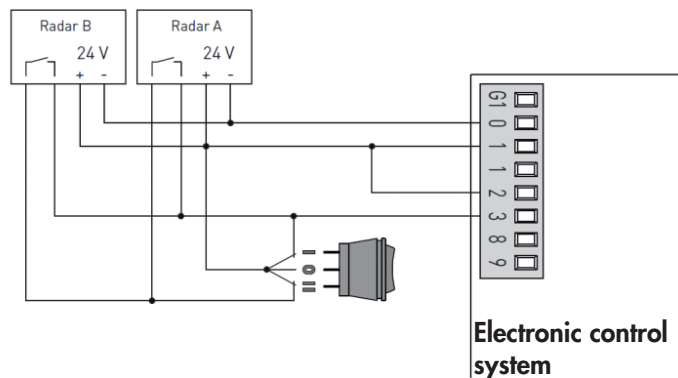 Radar B
24 V
+ -
Radar A
24 V
+ -
G1
0
1
1
2
3
8
9
I
0
II
Electronic control
system